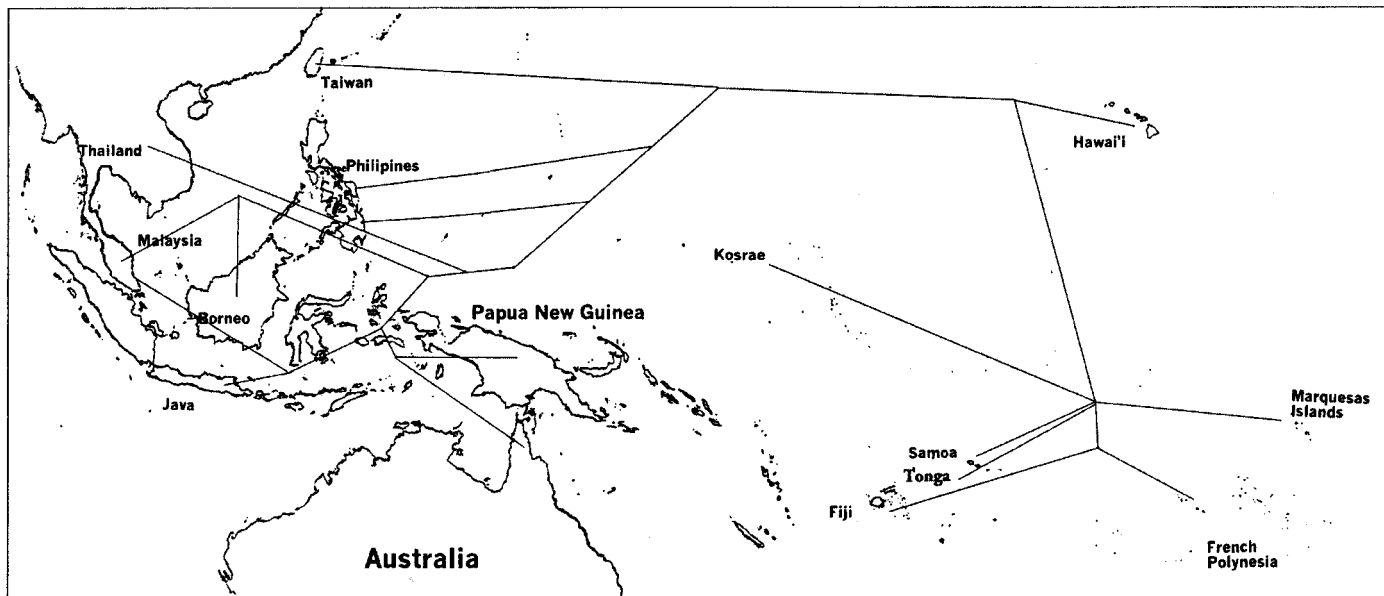 Taiwan
Hawai'i
Thailand
Philipines
Malaysia
Kosrae
Borneo
Papua New Guinea
Java
Marquesas
Islands
Samoa
Tonga
Fiji
French
Polynesia
Australia